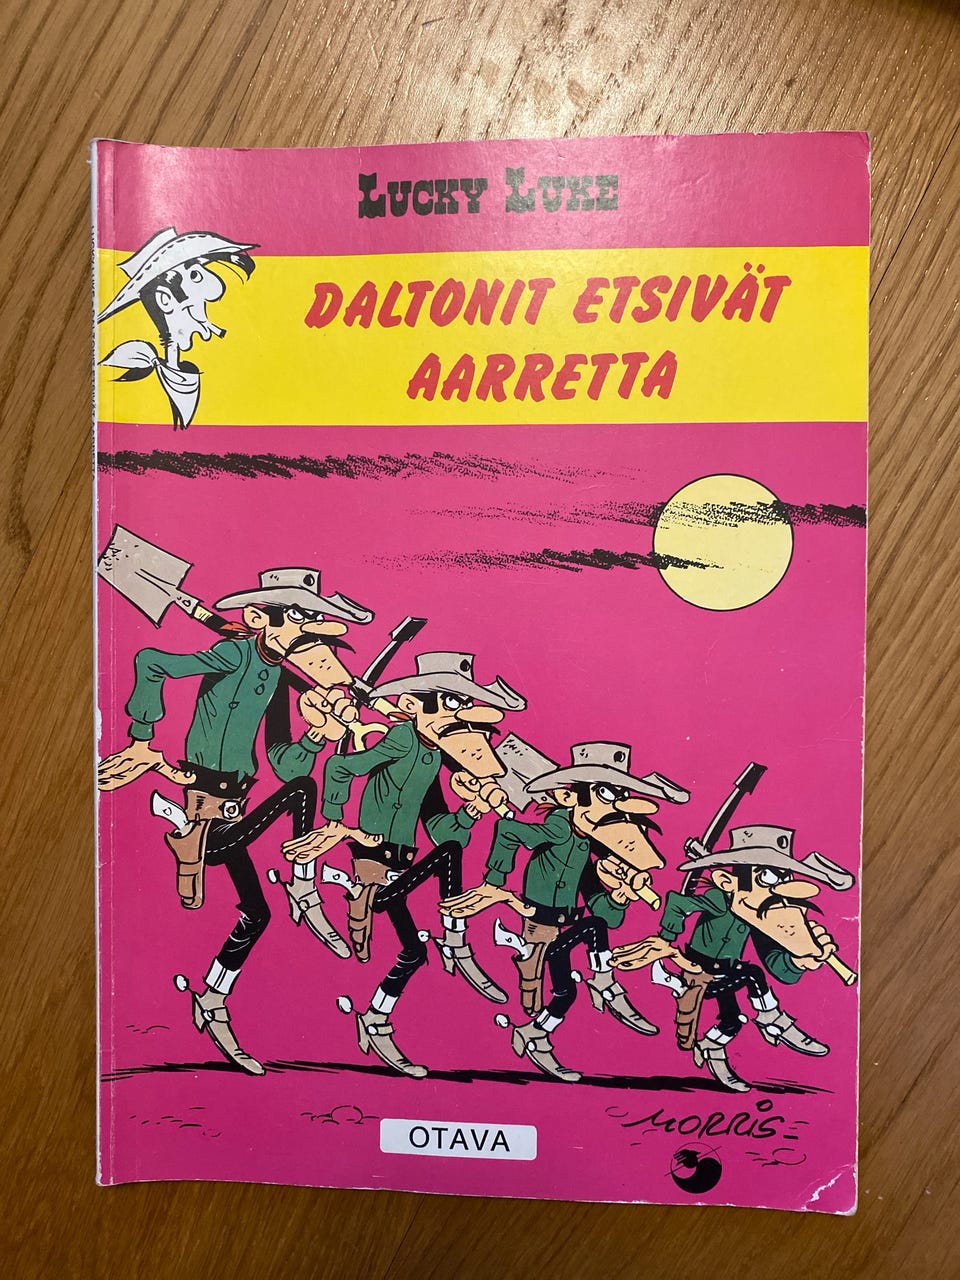 LUCKY LUKE
DALTONIT ETSIVÄT
AARRETTA
OTAVA
MORRIS